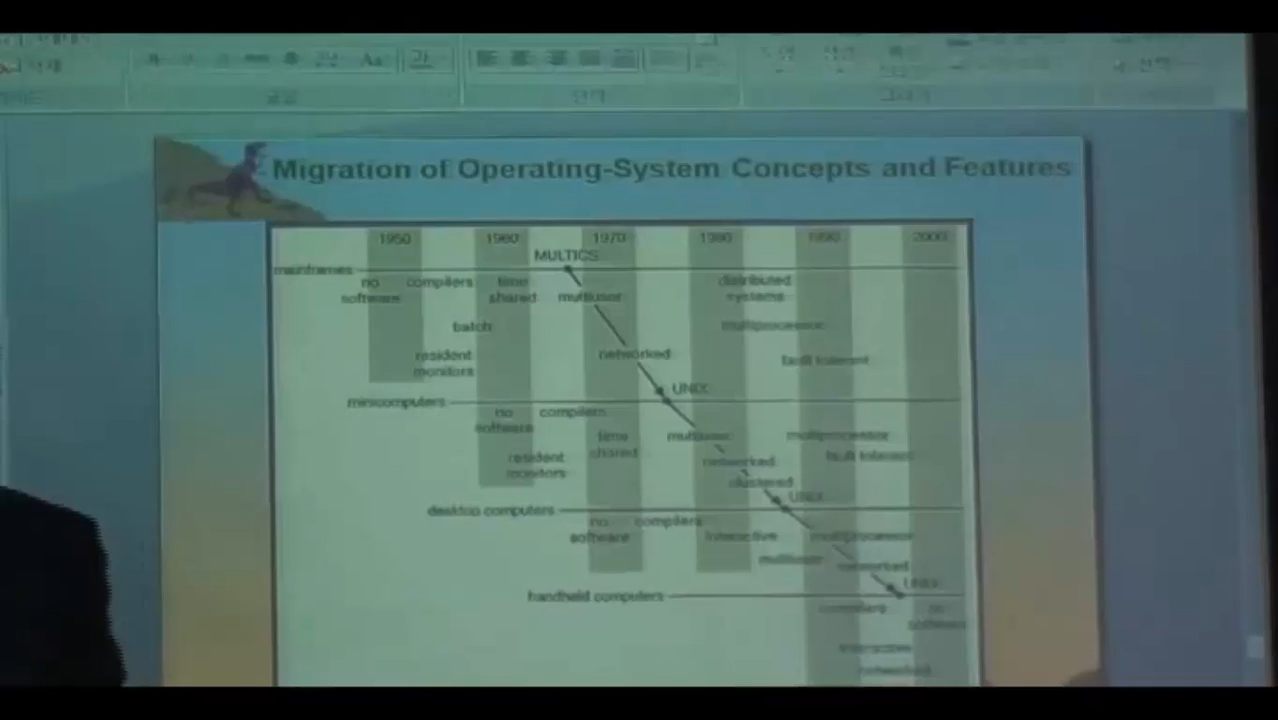 Migration of Operating-System Concepts and Features
1950 1960 1970 1980 1990 2000
MULTICS
mainframes
no software
compilers
time shared
multiuser
distributed systems
batch
multiprocessor
resident monitors
networked
fault tolerant
UNIX
minicomputers
no software
compilers
time shared
multiuser
multiprocessor
resident monitors
networked
fault tolerant
clustered
UNIX
desktop computers
no software
compilers
interactive
multiprocessor
multiuser
networked
UNIX
handheld computers
compilers
no software
interactive
networked